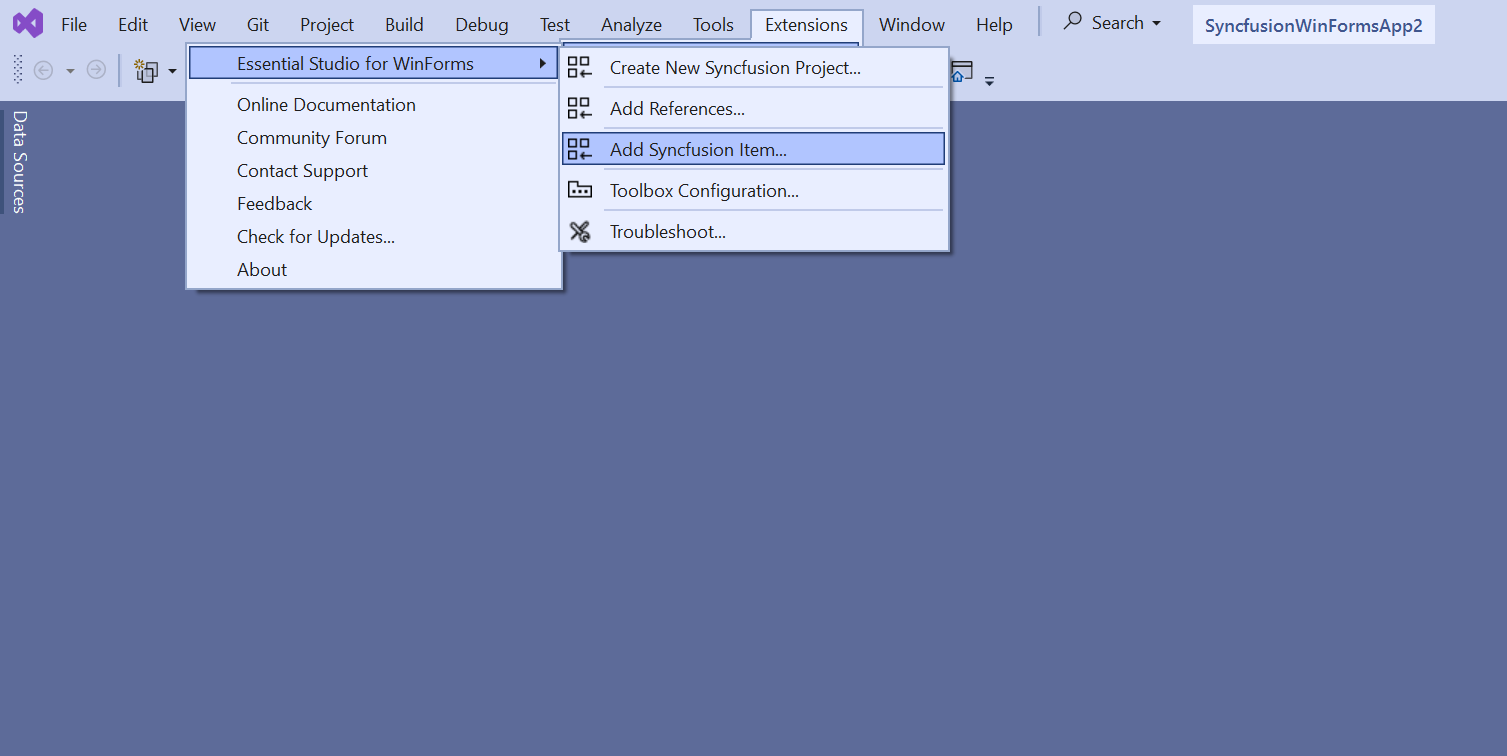 File Edit View Git Project Build Debug Test Analyze Tools Extensions Window Help Search SyncfusionWinFormsApp2
Essential Studio for WinForms
Online Documentation
Community Forum
Contact Support
Feedback
Check for Updates...
About
Create New Syncfusion Project...
Add References...
Add Syncfusion Item...
Toolbox Configuration...
Troubleshoot...
Data Sources